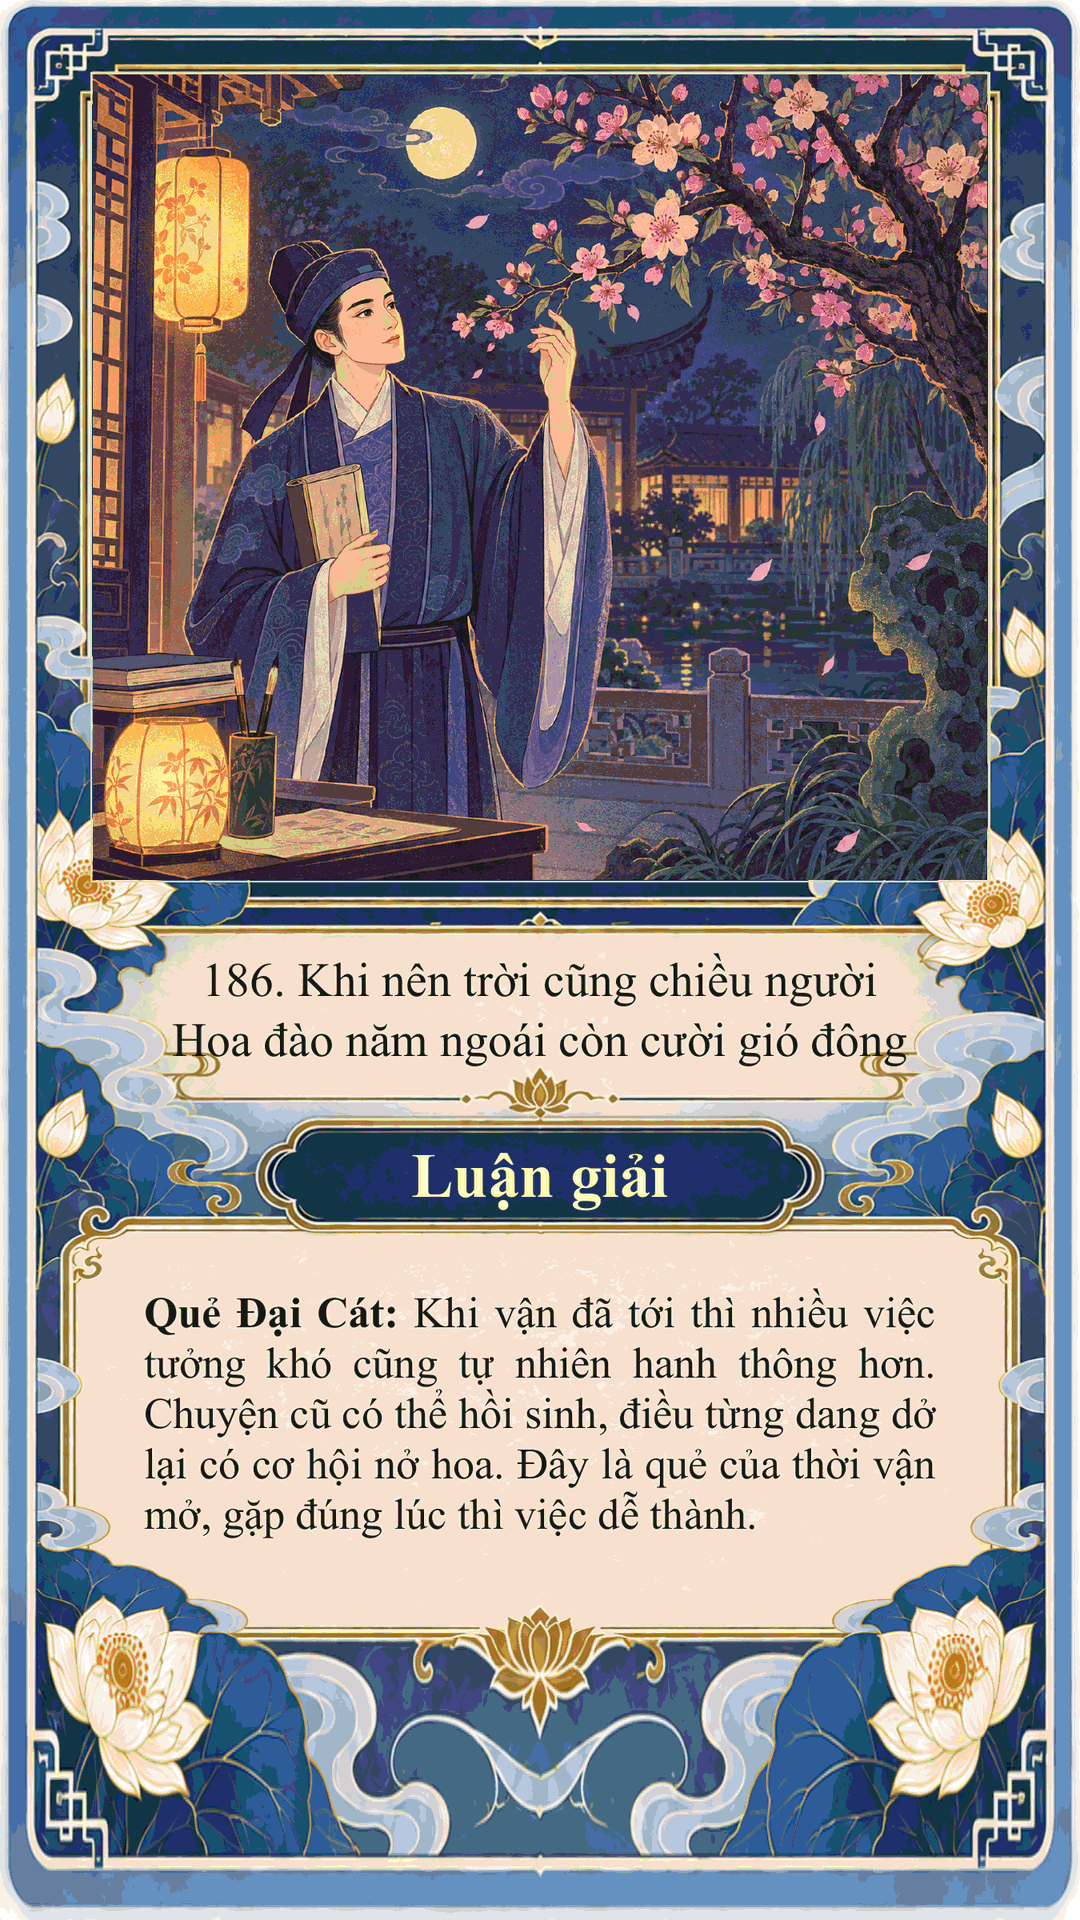 186. Khi nên trời cũng chiều người
Hoa đào năm ngoái còn cười gió đông
Luận giải
Quẻ Đại Cát: Khi vận đã tới thì nhiều việc
tưởng khó cũng tự nhiên hanh thông hơn.
Chuyện cũ có thể hồi sinh, điều từng dang dở
lại có cơ hội nở hoa. Đây là quẻ của thời vận
mở, gặp đúng lúc thì việc dễ thành.